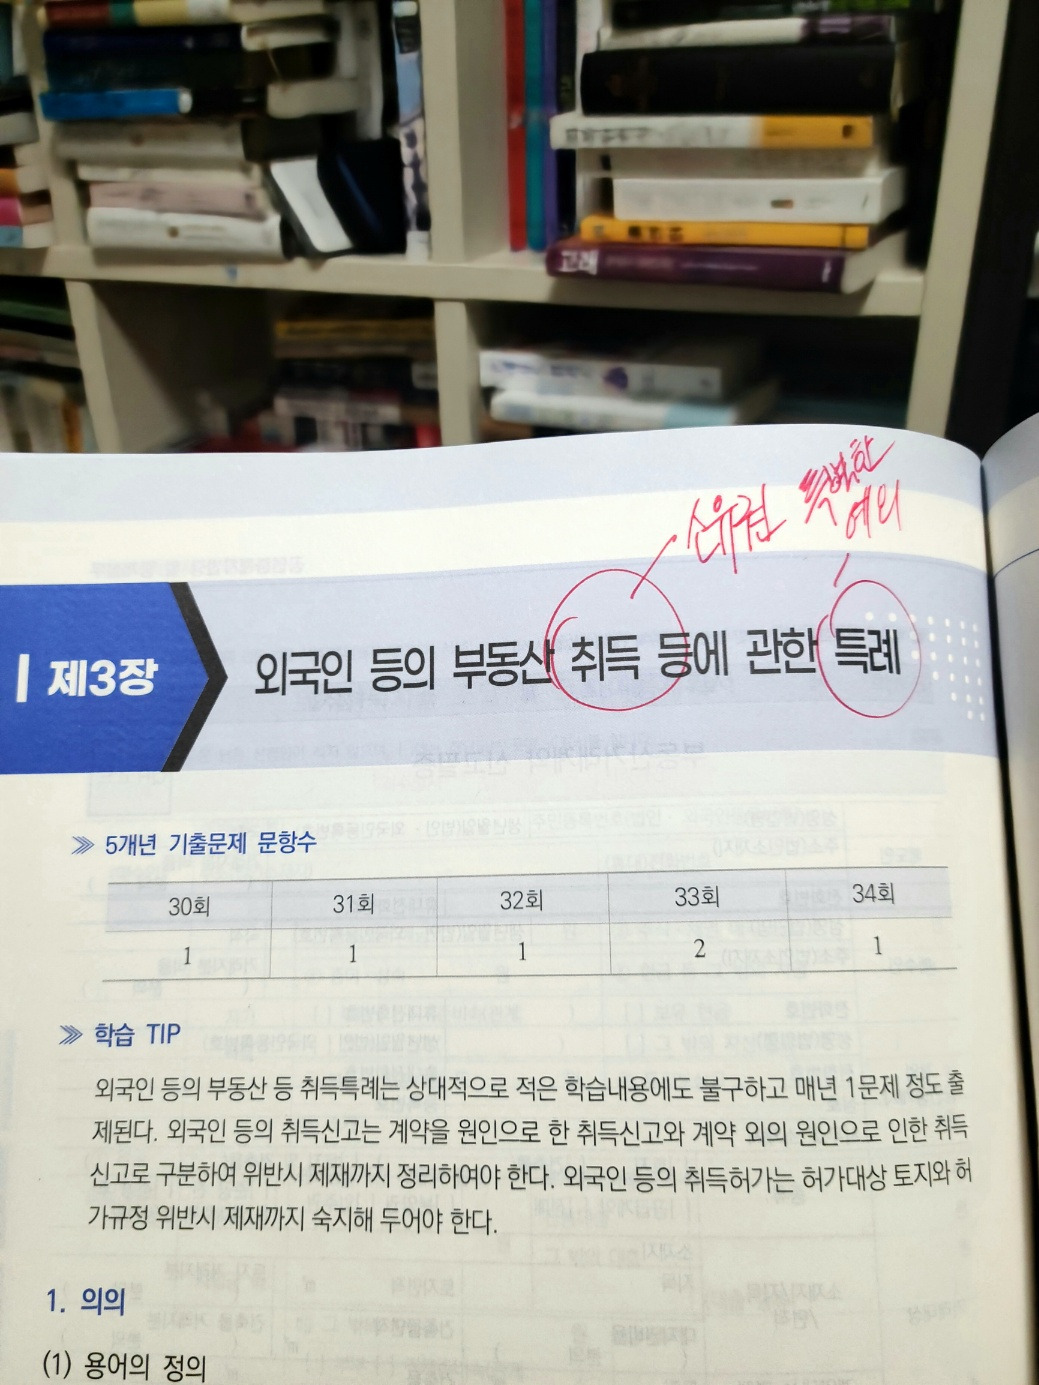 고래
소유권
특별한
예외
제3장
외국인 등의 부동산 취득 등에 관한 특례
5개년 기출문제 문항수
30회 31회 32회 33회 34회
1 1 1 2 1
학습 TIP
외국인 등의 부동산 등 취득특례는 상대적으로 적은 학습내용에도 불구하고 매년 1문제 정도 출
제된다. 외국인 등의 취득신고는 계약을 원인으로 한 취득신고와 계약 외의 원인으로 인한 취득
신고로 구분하여 위반시 제재까지 정리하여야 한다. 외국인 등의 취득허가는 허가대상 토지와 허
가규정 위반시 제재까지 숙지해 두어야 한다.
1. 의의
(1) 용어의 정의